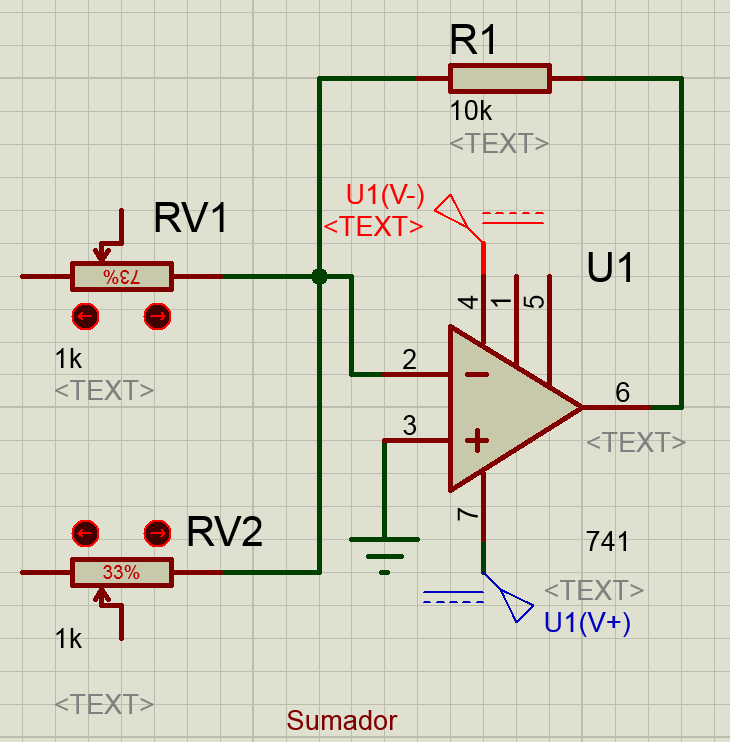 R1
10k
<TEXT>
U1(V-)
<TEXT>
RV1
73%
1k
<TEXT>
U1
4
1
5
2
3
6
<TEXT>
7
741
<TEXT>
U1(V+)
RV2
33%
1k
<TEXT>
Sumador